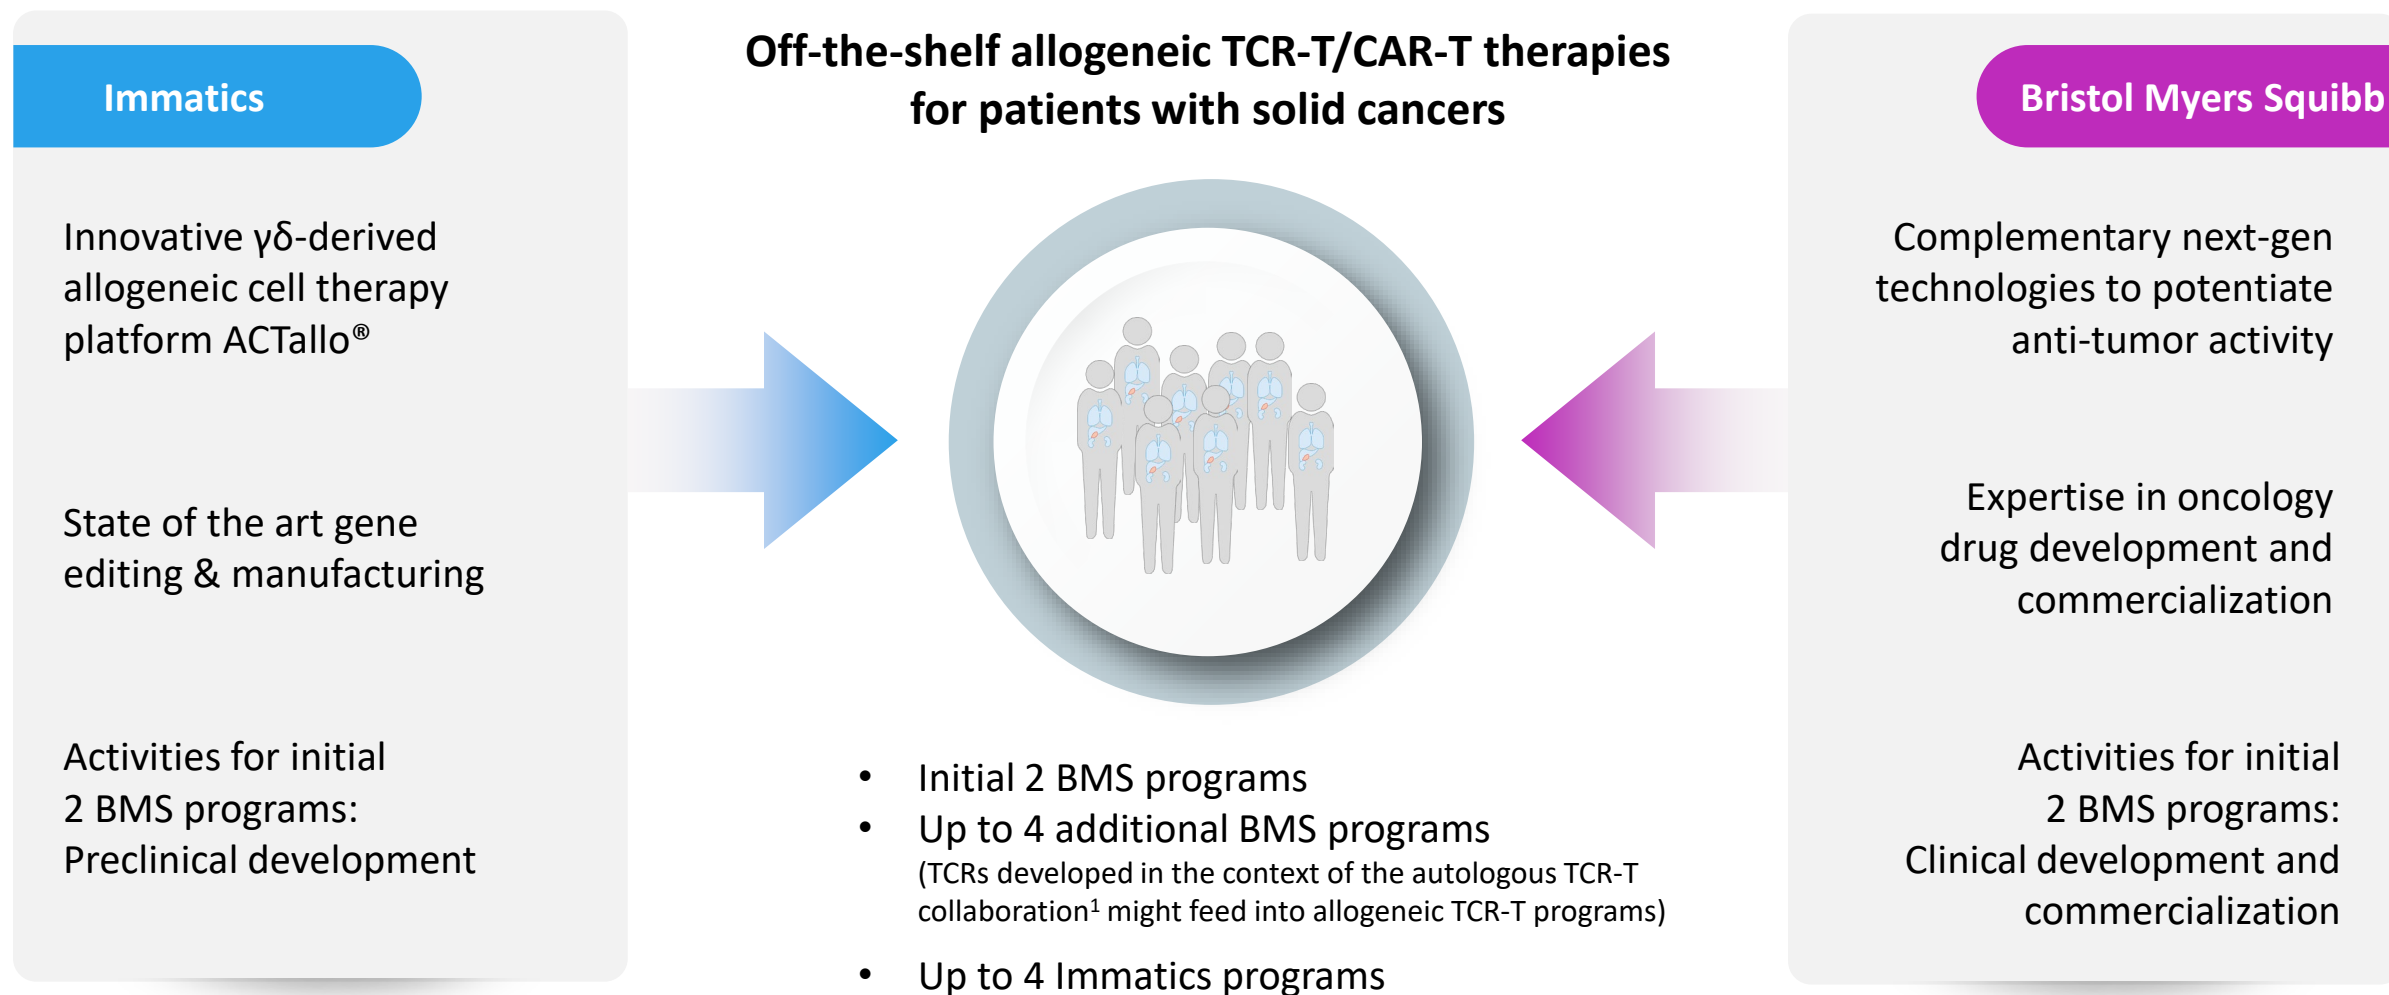 Immatics
Innovative γδ-derived
allogeneic cell therapy
platform ACTallo®
State of the art gene
editing & manufacturing
Activities for initial
2 BMS programs:
Preclinical development
Off-the-shelf allogeneic TCR-T/CAR-T therapies
for patients with solid cancers
• Initial 2 BMS programs
• Up to 4 additional BMS programs
(TCRs developed in the context of the autologous TCR-T
collaboration¹ might feed into allogeneic TCR-T programs)
• Up to 4 Immatics programs
Bristol Myers Squibb
Complementary next-gen
technologies to potentiate
anti-tumor activity
Expertise in oncology
drug development and
commercialization
Activities for initial
2 BMS programs:
Clinical development and
commercialization